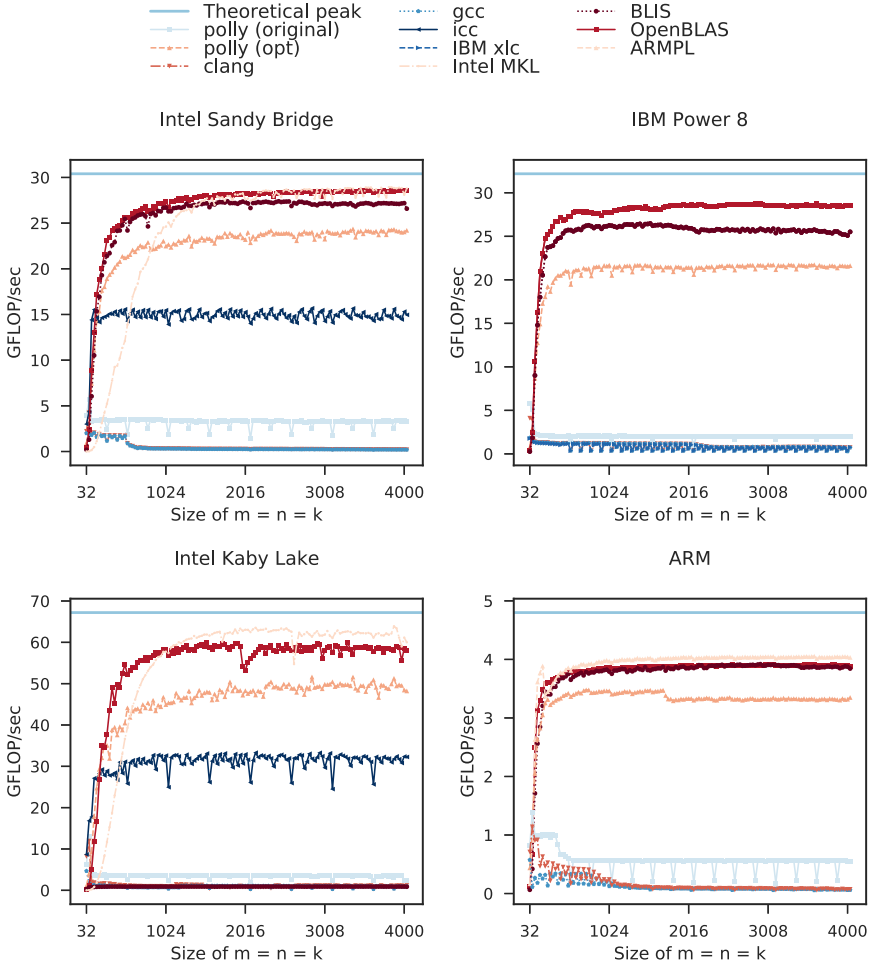 Theoretical peak
polly (original)
polly (opt)
clang
gcc
icc
IBM xlc
Intel MKL
BLIS
OpenBLAS
ARMPL
Intel Sandy Bridge
GFLOP/sec
30
25
20
15
10
5
0
32 1024 2016 3008 4000
Size of m = n = k
IBM Power 8
GFLOP/sec
30
25
20
15
10
5
0
32 1024 2016 3008 4000
Size of m = n = k
Intel Kaby Lake
GFLOP/sec
70
60
50
40
30
20
10
0
32 1024 2016 3008 4000
Size of m = n = k
ARM
GFLOP/sec
5
4
3
2
1
0
32 1024 2016 3008 4000
Size of m = n = k